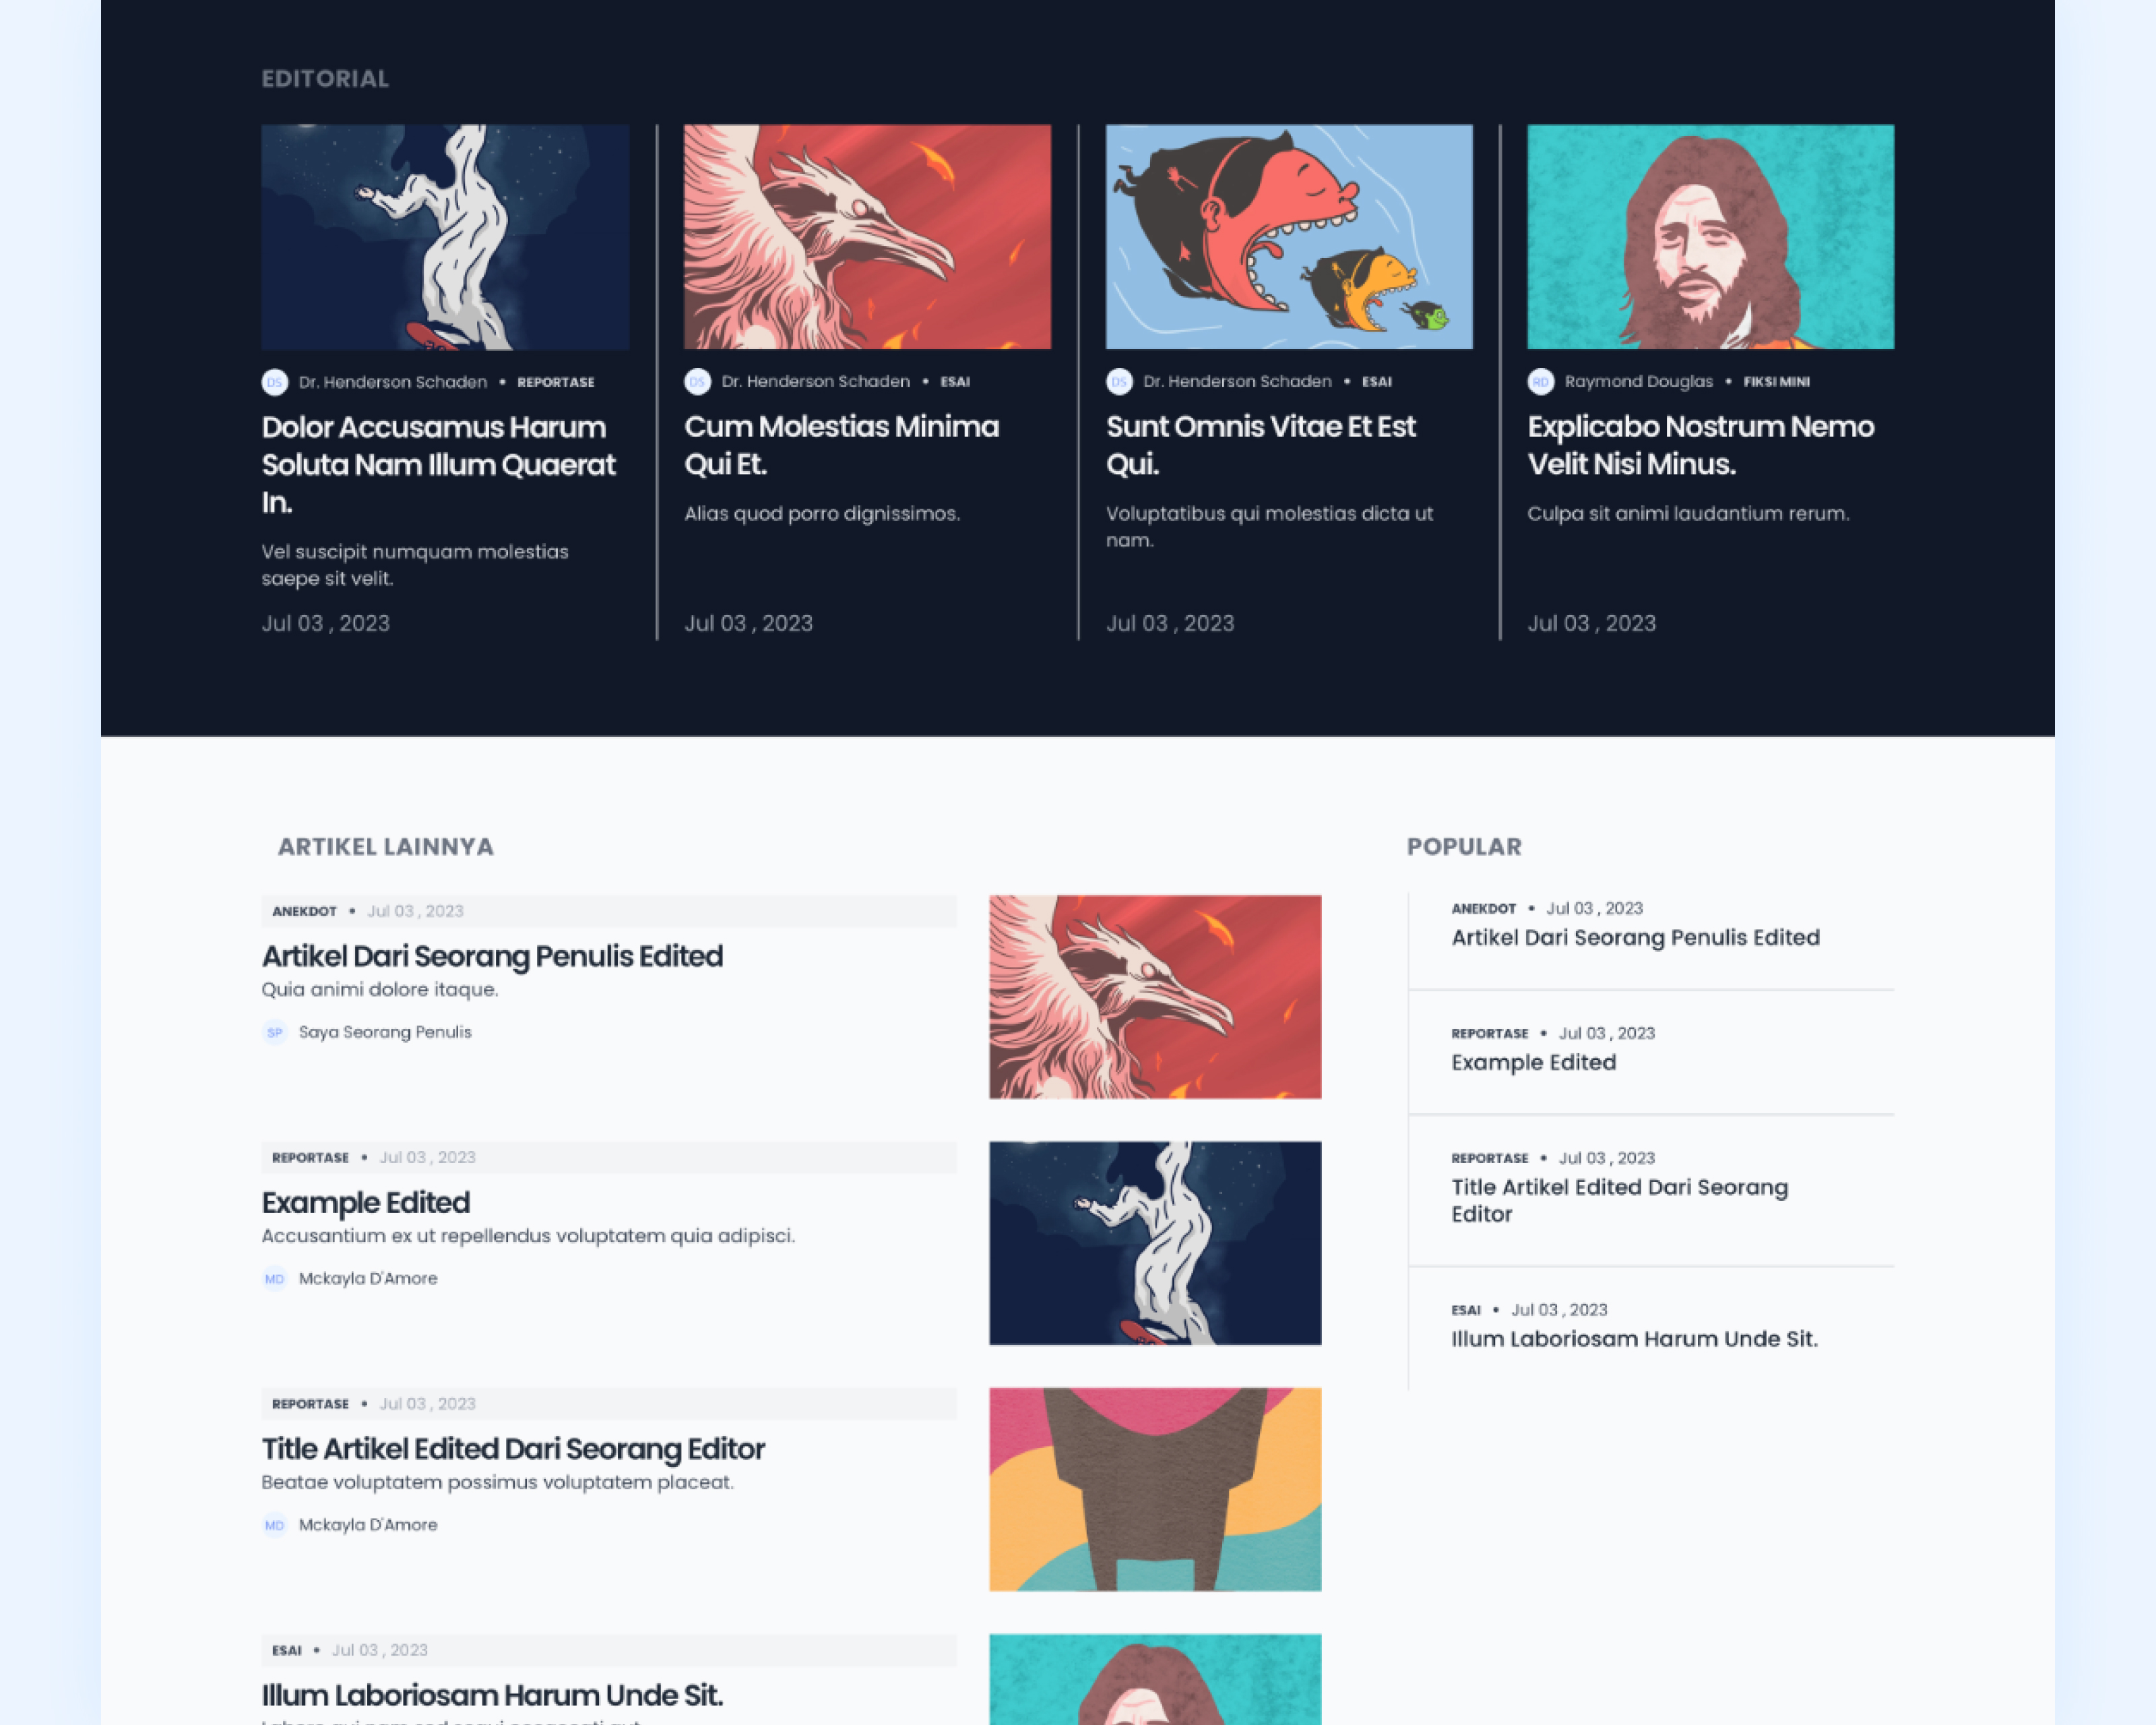 EDITORIAL
DS Dr. Henderson Schaden • REPORTASE
Dolor Accusamus Harum
Soluta Nam Illum Quaerat
In.
Vel suscipit numquam molestias
saepe sit velit.
Jul 03 , 2023
DS Dr. Henderson Schaden • ESAI
Cum Molestias Minima
Qui Et.
Alias quod porro dignissimos.
Jul 03 , 2023
DS Dr. Henderson Schaden • ESAI
Sunt Omnis Vitae Et Est
Qui.
Voluptatibus qui molestias dicta ut
nam.
Jul 03 , 2023
RD Raymond Douglas • FIKSI MINI
Explicabo Nostrum Nemo
Velit Nisi Minus.
Culpa sit animi laudantium rerum.
Jul 03 , 2023
ARTIKEL LAINNYA
ANEKDOT • Jul 03 , 2023
Artikel Dari Seorang Penulis Edited
Quia animi dolore itaque.
SP Saya Seorang Penulis
REPORTASE • Jul 03 , 2023
Example Edited
Accusantium ex ut repellendus voluptatem quia adipisci.
MD Mckayla D'Amore
REPORTASE • Jul 03 , 2023
Title Artikel Edited Dari Seorang Editor
Beatae voluptatem possimus voluptatem placeat.
MD Mckayla D'Amore
ESAI • Jul 03 , 2023
Illum Laboriosam Harum Unde Sit.
POPULAR
ANEKDOT • Jul 03 , 2023
Artikel Dari Seorang Penulis Edited
REPORTASE • Jul 03 , 2023
Example Edited
REPORTASE • Jul 03 , 2023
Title Artikel Edited Dari Seorang
Editor
ESAI • Jul 03 , 2023
Illum Laboriosam Harum Unde Sit.